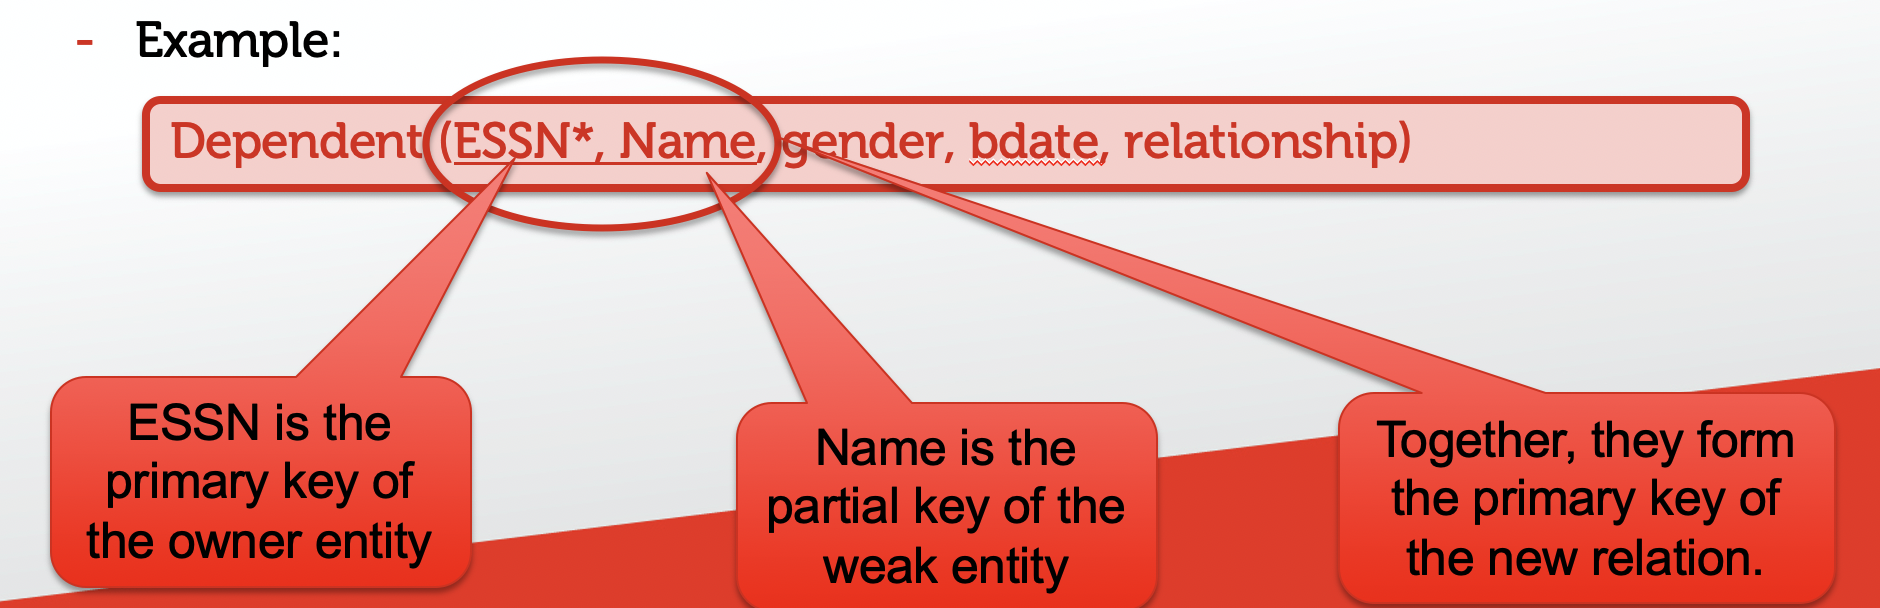 - Example:
Dependent (ESSN*, Name, gender, bdate, relationship)
ESSN is the
primary key of
the owner entity
Name is the
partial key of the
weak entity
Together, they form
the primary key of
the new relation.